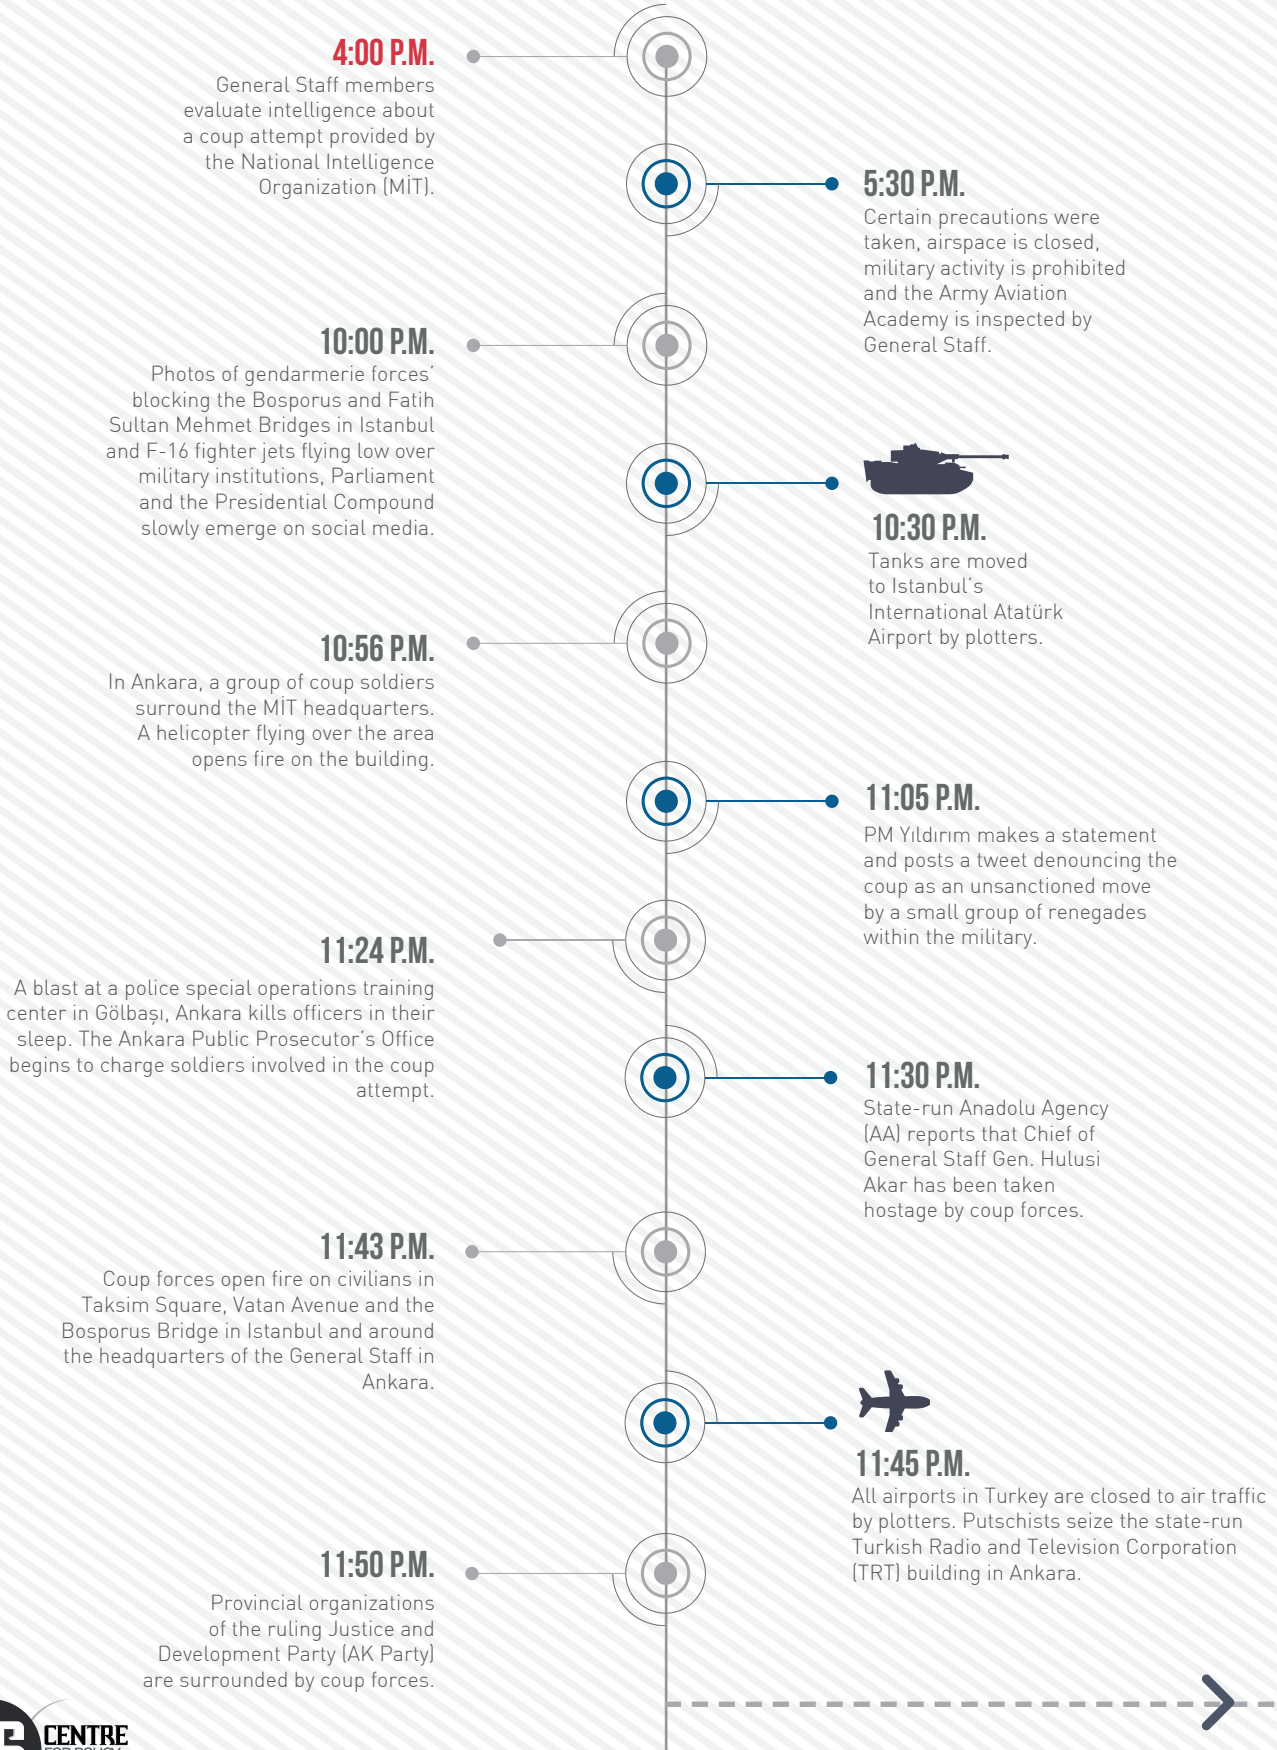 4:00 P.M.
General Staff members
evaluate intelligence about
a coup attempt provided by
the National Intelligence
Organization (MİT).
5:30 P.M.
Certain precautions were
taken, airspace is closed,
military activity is prohibited
and the Army Aviation
Academy is inspected by
General Staff.
10:00 P.M.
Photos of gendarmerie forces’
blocking the Bosporus and Fatih
Sultan Mehmet Bridges in Istanbul
and F-16 fighter jets flying low over
military institutions, Parliament
and the Presidential Compound
slowly emerge on social media.
10:30 P.M.
Tanks are moved
to Istanbul’s
International Atatürk
Airport by plotters.
10:56 P.M.
In Ankara, a group of coup soldiers
surround the MİT headquarters.
A helicopter flying over the area
opens fire on the building.
11:05 P.M.
PM Yıldırım makes a statement
and posts a tweet denouncing the
coup as an unsanctioned move
by a small group of renegades
within the military.
11:24 P.M.
A blast at a police special operations training
center in Gölbaşı, Ankara kills officers in their
sleep. The Ankara Public Prosecutor’s Office
begins to charge soldiers involved in the coup
attempt.
11:30 P.M.
State-run Anadolu Agency
(AA) reports that Chief of
General Staff Gen. Hulusi
Akar has been taken
hostage by coup forces.
11:43 P.M.
Coup forces open fire on civilians in
Taksim Square, Vatan Avenue and the
Bosporus Bridge in Istanbul and around
the headquarters of the General Staff in
Ankara.
11:45 P.M.
All airports in Turkey are closed to air traffic
by plotters. Putschists seize the state-run
Turkish Radio and Television Corporation
(TRT) building in Ankara.
11:50 P.M.
Provincial organizations
of the ruling Justice and
Development Party (AK Party)
are surrounded by coup forces.
CENTRE
FOR POLICY